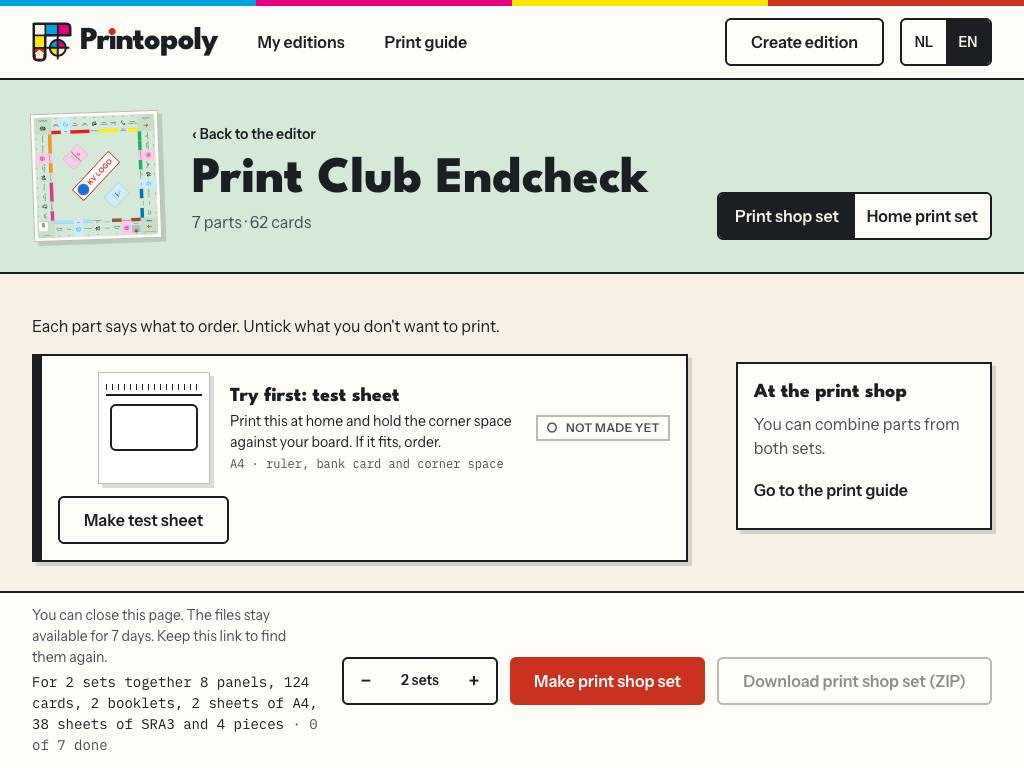 Printopoly
My editions
Print guide
Create edition
NL
EN
KV LOGO
‹ Back to the editor
Print Club Endcheck
7 parts · 62 cards
Print shop set
Home print set
Each part says what to order. Untick what you don't want to print.
Try first: test sheet
Print this at home and hold the corner space
against your board. If it fits, order.
A4 · ruler, bank card and corner space
NOT MADE YET
Make test sheet
At the print shop
You can combine parts from
both sets.
Go to the print guide
You can close this page. The files stay
available for 7 days. Keep this link to find
them again.
For 2 sets together 8 panels, 124
cards, 2 booklets, 2 sheets of A4,
38 sheets of SRA3 and 4 pieces · 0
of 7 done
− 2 sets +
Make print shop set
Download print shop set (ZIP)